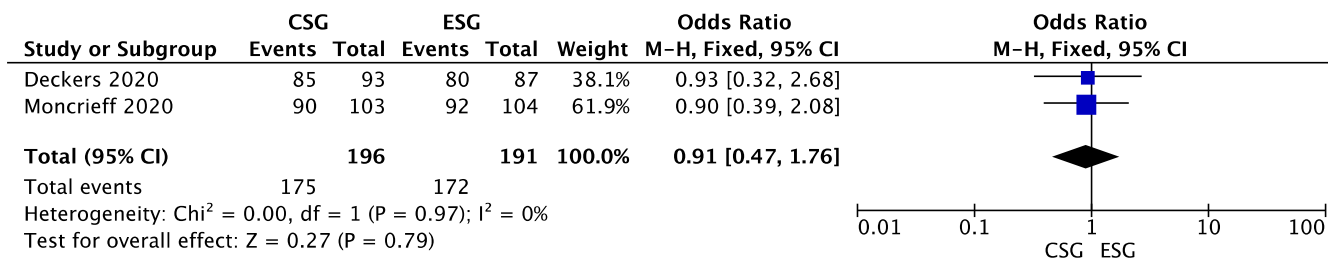 CSG ESG Odds Ratio Odds Ratio
Study or Subgroup Events Total Events Total Weight M-H, Fixed, 95% CI M-H, Fixed, 95% CI
Deckers 2020 85 93 80 87 38.1% 0.93 [0.32, 2.68]
Moncrieff 2020 90 103 92 104 61.9% 0.90 [0.39, 2.08]
Total (95% CI) 196 191 100.0% 0.91 [0.47, 1.76]
Total events 175 172
Heterogeneity: Chi² = 0.00, df = 1 (P = 0.97); I² = 0%
Test for overall effect: Z = 0.27 (P = 0.79)
0.01 0.1 1 10 100
CSG ESG